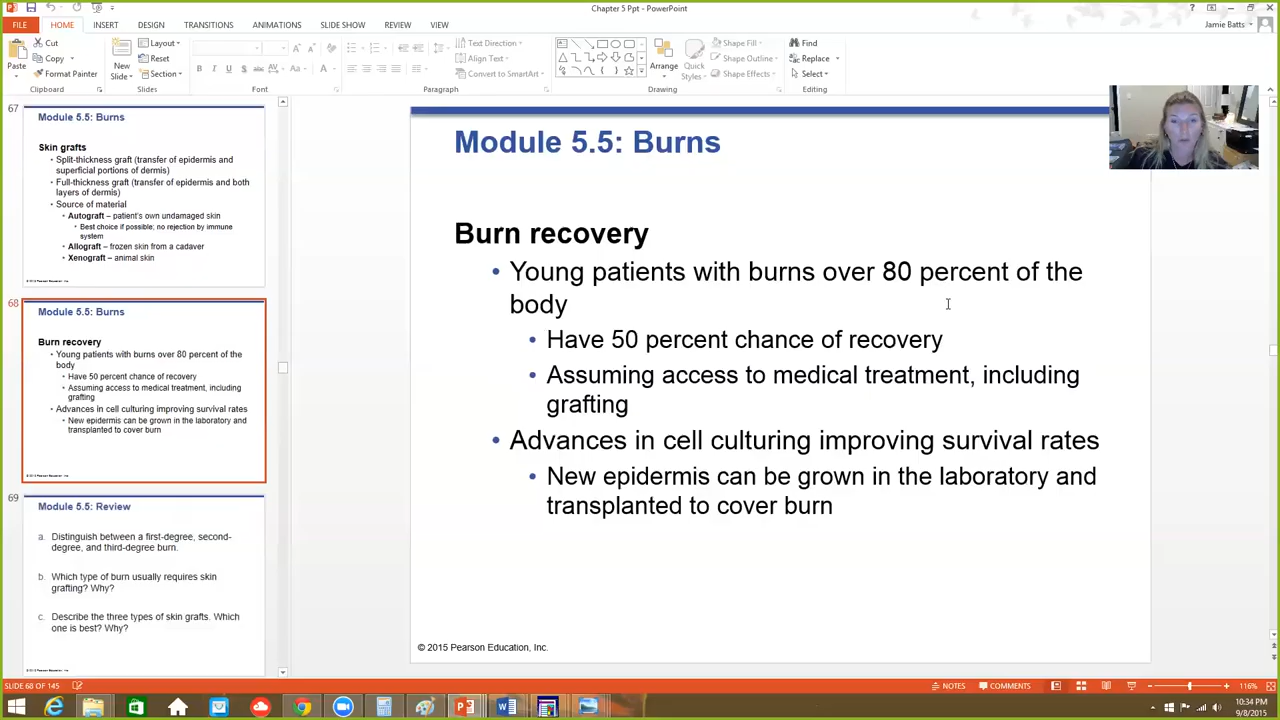 Chapter 5 Ppt - PowerPoint
FILE HOME INSERT DESIGN TRANSITIONS ANIMATIONS SLIDE SHOW REVIEW VIEW
Jamie Batts
Paste
Cut
Copy
Format Painter
Clipboard
New Slide
Layout
Reset
Section
Slides
B I U S abc AV Aa A
Font
Text Direction
Align Text
Convert to SmartArt
Paragraph
Arrange
Quick Styles
Shape Fill
Shape Outline
Shape Effects
Drawing
Find
Replace
Select
Editing
67
Module 5.5: Burns
Skin grafts
• Split-thickness graft (transfer of epidermis and
superficial portions of dermis)
• Full-thickness graft (transfer of epidermis and both
layers of dermis)
• Source of material
• Autograft – patient's own undamaged skin
• Best choice if possible; no rejection by immune
system
• Allograft – frozen skin from a cadaver
• Xenograft – animal skin
68
Module 5.5: Burns
Burn recovery
• Young patients with burns over 80 percent of the
body
• Have 50 percent chance of recovery
• Assuming access to medical treatment, including
grafting
• Advances in cell culturing improving survival rates
• New epidermis can be grown in the laboratory and
transplanted to cover burn
69
Module 5.5: Review
a. Distinguish between a first-degree, second-
degree, and third-degree burn.
b. Which type of burn usually requires skin
grafting? Why?
c. Describe the three types of skin grafts. Which
one is best? Why?
Module 5.5: Burns
Burn recovery
• Young patients with burns over 80 percent of the
body
• Have 50 percent chance of recovery
• Assuming access to medical treatment, including
grafting
• Advances in cell culturing improving survival rates
• New epidermis can be grown in the laboratory and
transplanted to cover burn
© 2015 Pearson Education, Inc.
SLIDE 68 OF 145
NOTES
COMMENTS
116%
10:34 PM
9/8/2015